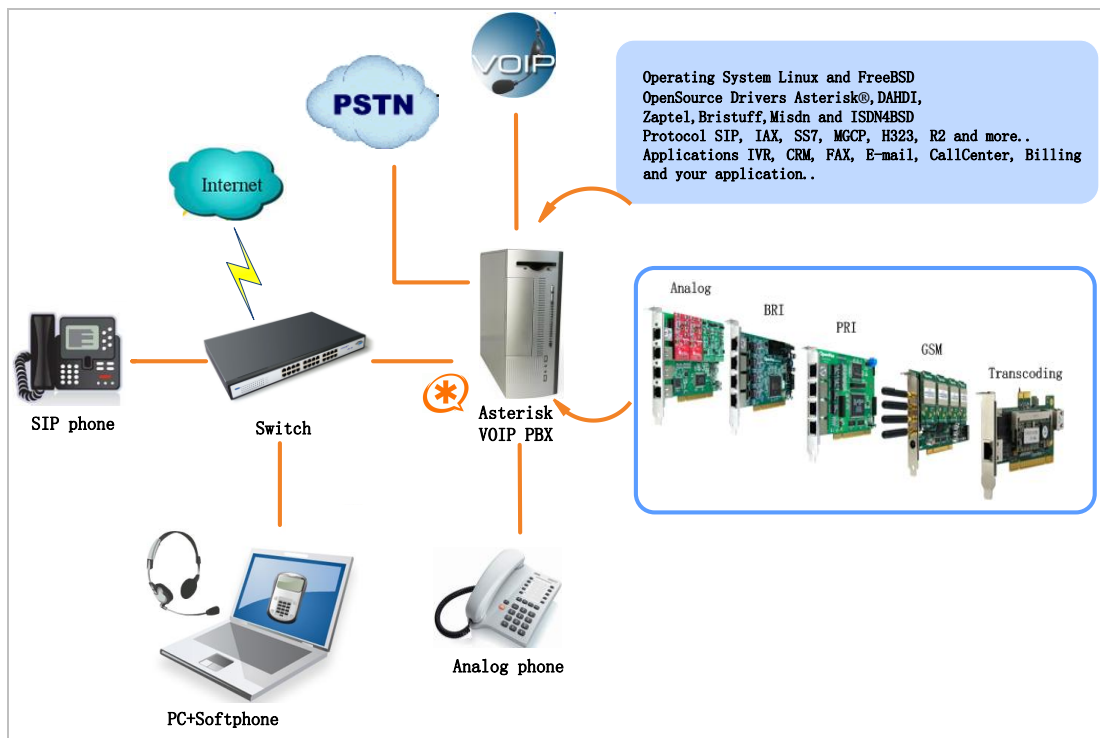 VOIP
PSTN
Operating System Linux and FreeBSD
OpenSource Drivers Asterisk®,DAHDI,
Zaptel,Bristuff,Misdn and ISDN4BSD
Protocol SIP, IAX, SS7, MGCP, H323, R2 and more..
Applications IVR, CRM, FAX, E-mail, CallCenter, Billing
and your application..
Internet
Analog
BRI
PRI
GSM
Transcoding
SIP phone
Switch
Asterisk
VOIP PBX
Analog phone
PC+Softphone